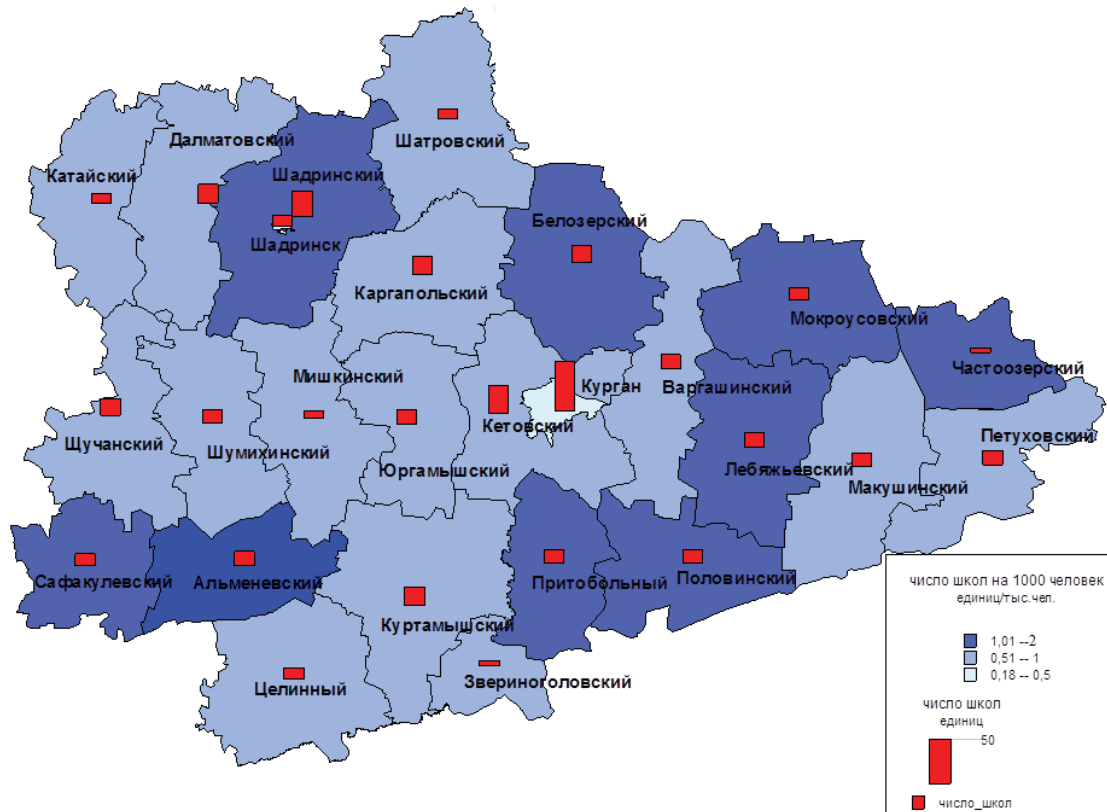 Шатровский
Далматовский
Катайский
Шадринский
Шадринск
Белозерский
Каргапольский
Мокроусовский
Частоозерский
Мишкинский
Курган
Варгашинский
Кетовский
Щучанский
Шумихинский
Юргамышский
Лебяжьевский
Петуховский
Макушинский
Сафакулевский
Альменевский
Притобольный
Половинский
Куртамышский
Целинный
Звериноголовский
число школ на 1000 человек
единиц/тыс.чел.
1,01 --2
0,51 -- 1
0,18 -- 0,5
число школ
единиц
50
число_школ